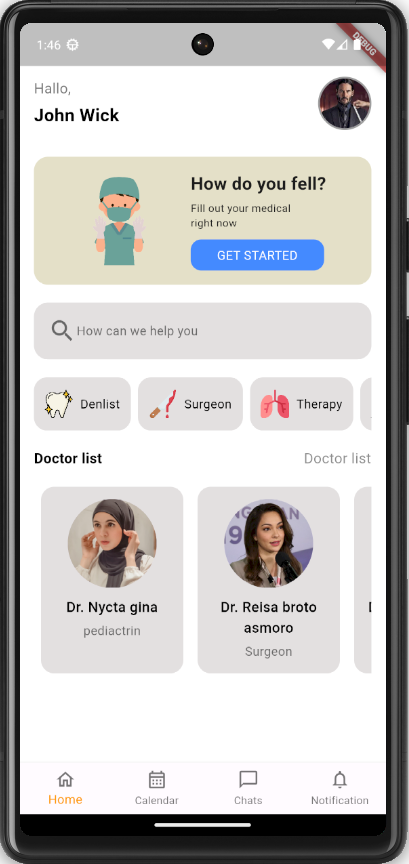 1:46
DEBUG
Hallo,
John Wick
How do you fell?
Fill out your medical
right now
GET STARTED
How can we help you
Denlist
Surgeon
Therapy
Doctor list
Doctor list
Dr. Nycta gina
pediactrin
Dr. Reisa broto
asmoro
Surgeon
Home
Calendar
Chats
Notification